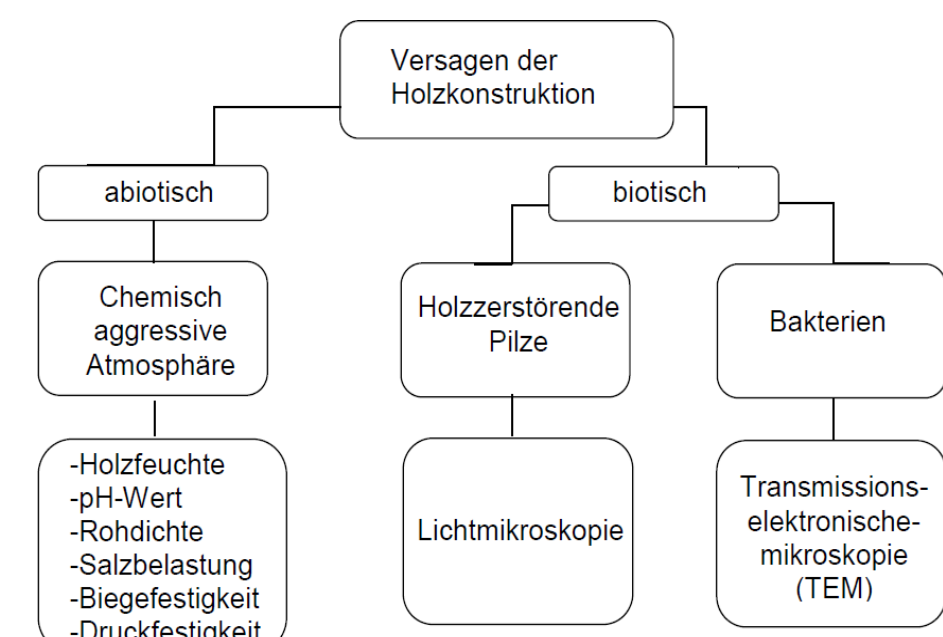 Versagen der
Holzkonstruktion
abiotisch
biotisch
Chemisch
aggressive
Atmosphäre
Holzzerstörende
Pilze
Bakterien
-Holzfeuchte
-pH-Wert
-Rohdichte
-Salzbelastung
-Biegefestigkeit
-Druckfestigkeit
Lichtmikroskopie
Transmissions-
elektronische-
mikroskopie
(TEM)